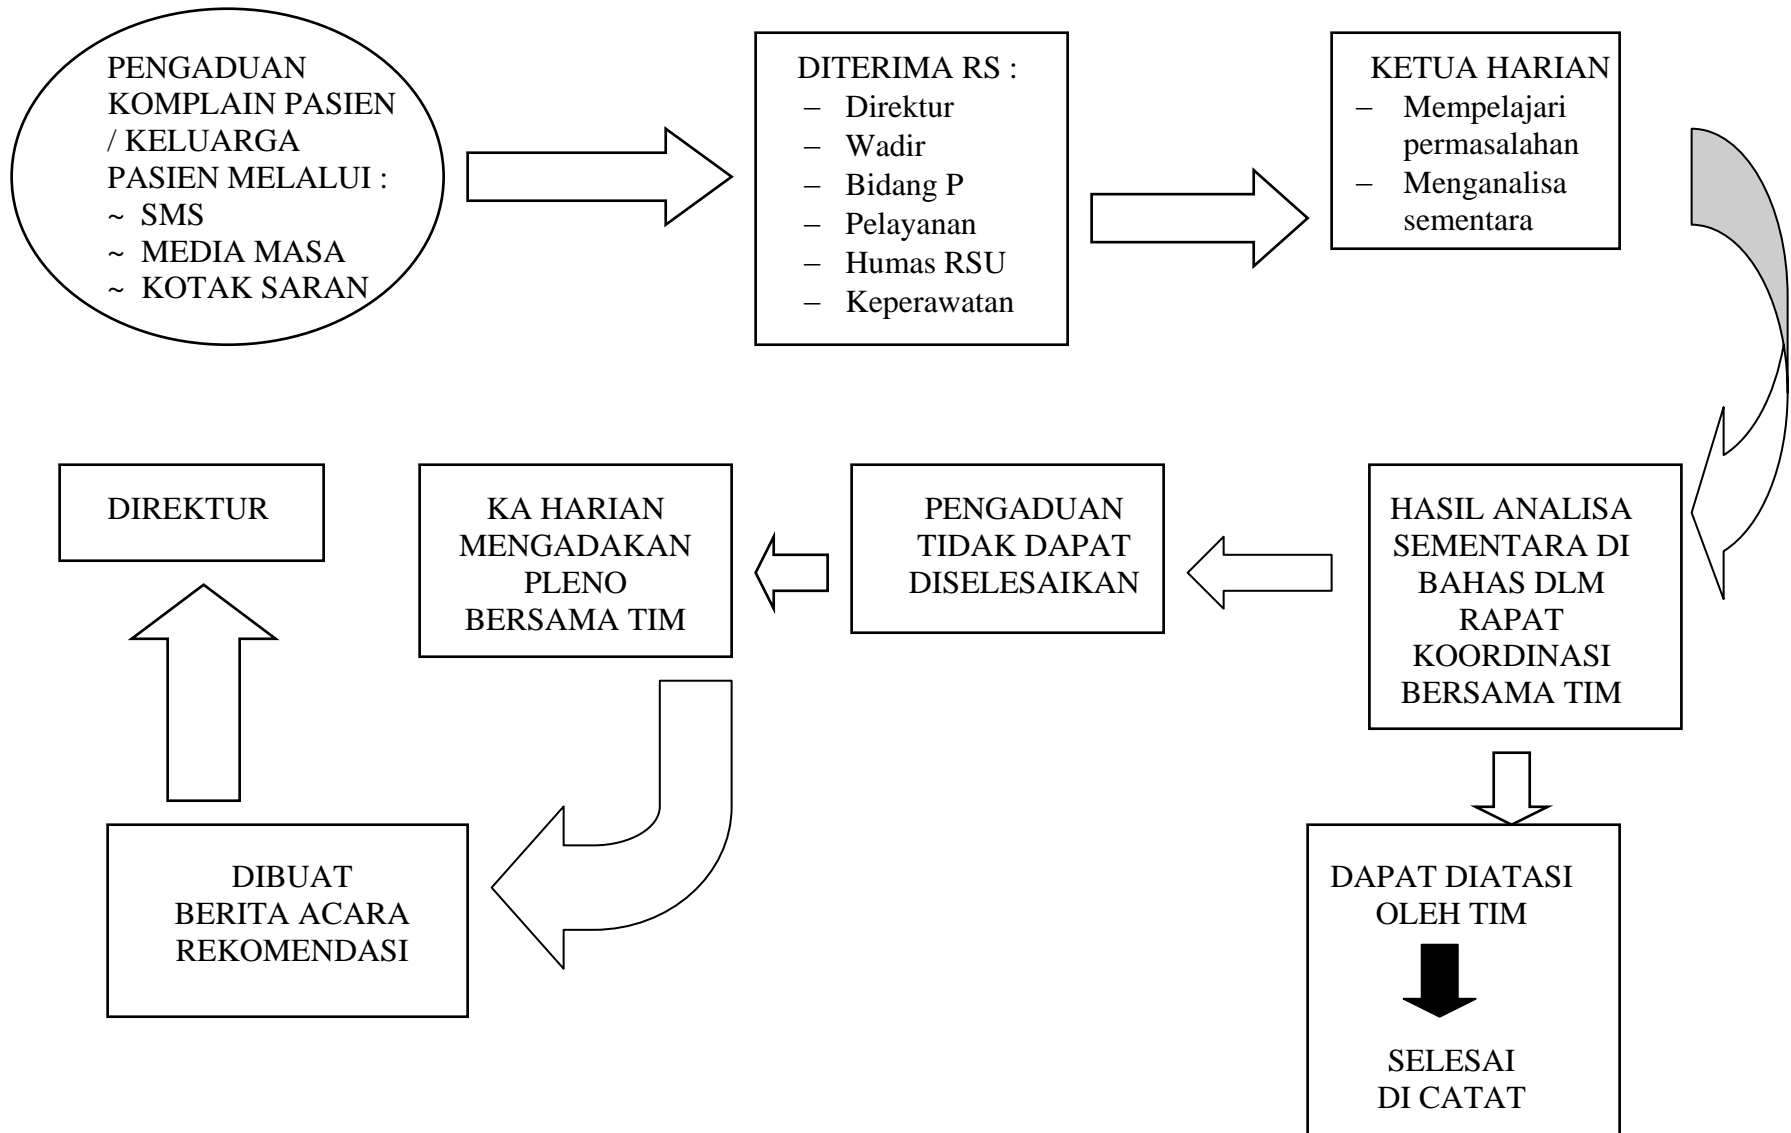 PENGADUAN
KOMPLAIN PASIEN
/ KELUARGA
PASIEN MELALUI :
~ SMS
~ MEDIA MASA
~ KOTAK SARAN
DITERIMA RS :
– Direktur
– Wadir
– Bidang P
– Pelayanan
– Humas RSU
– Keperawatan
KETUA HARIAN
– Mempelajari
permasalahan
– Menganalisa
sementara
HASIL ANALISA
SEMENTARA DI
BAHAS DLM
RAPAT
KOORDINASI
BERSAMA TIM
PENGADUAN
TIDAK DAPAT
DISELESAIKAN
KA HARIAN
MENGADAKAN
PLENO
BERSAMA TIM
DIREKTUR
DIBUAT
BERITA ACARA
REKOMENDASI
DAPAT DIATASI
OLEH TIM
SELESAI
DI CATAT